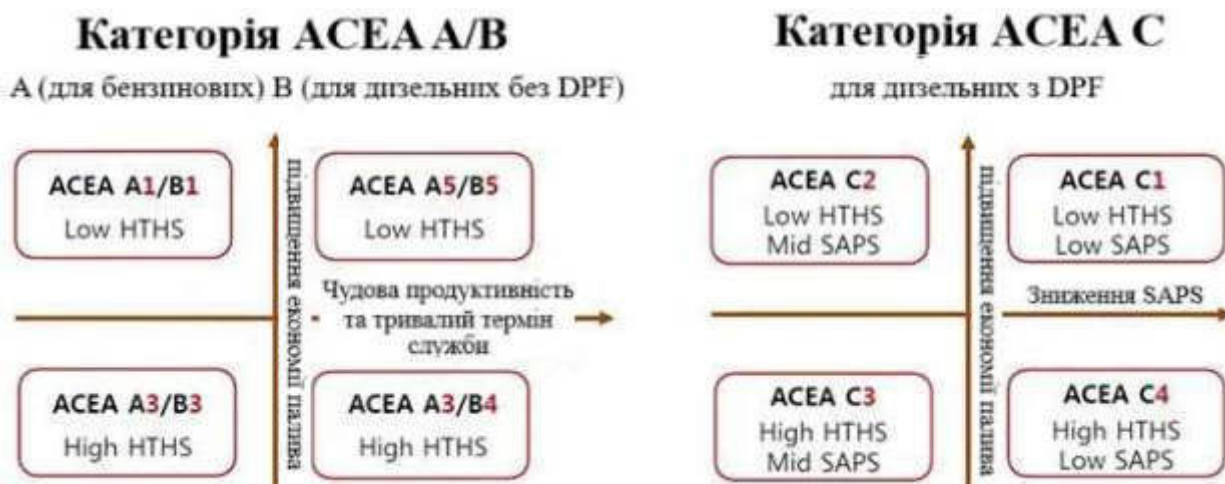 Категорія ACEA A/B
А (для бензинових) В (для дизельних без DPF)
ACEA A1/B1
Low HTHS
підвищення економії палива
ACEA A5/B5
Low HTHS
Чудова продуктивність
та тривалий термін
служби
ACEA A3/B3
High HTHS
ACEA A3/B4
High HTHS
Категорія ACEA C
для дизельних з DPF
ACEA C2
Low HTHS
Mid SAPS
підвищення економії палива
ACEA C1
Low HTHS
Low SAPS
Зниження SAPS
ACEA C3
High HTHS
Mid SAPS
ACEA C4
High HTHS
Low SAPS